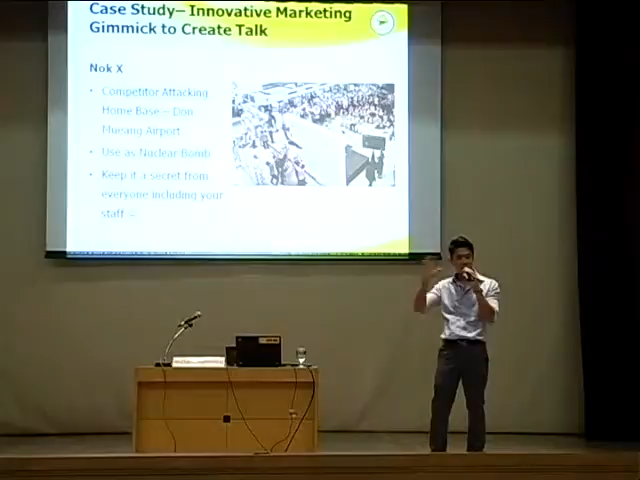 Case Study– Innovative Marketing
Gimmick to Create Talk
Nok X
• Competitor Attacking
Home Base – Don
Mueang Airport
• Use as Nuclear Bomb
• Keep it a secret from
everyone including your
staff